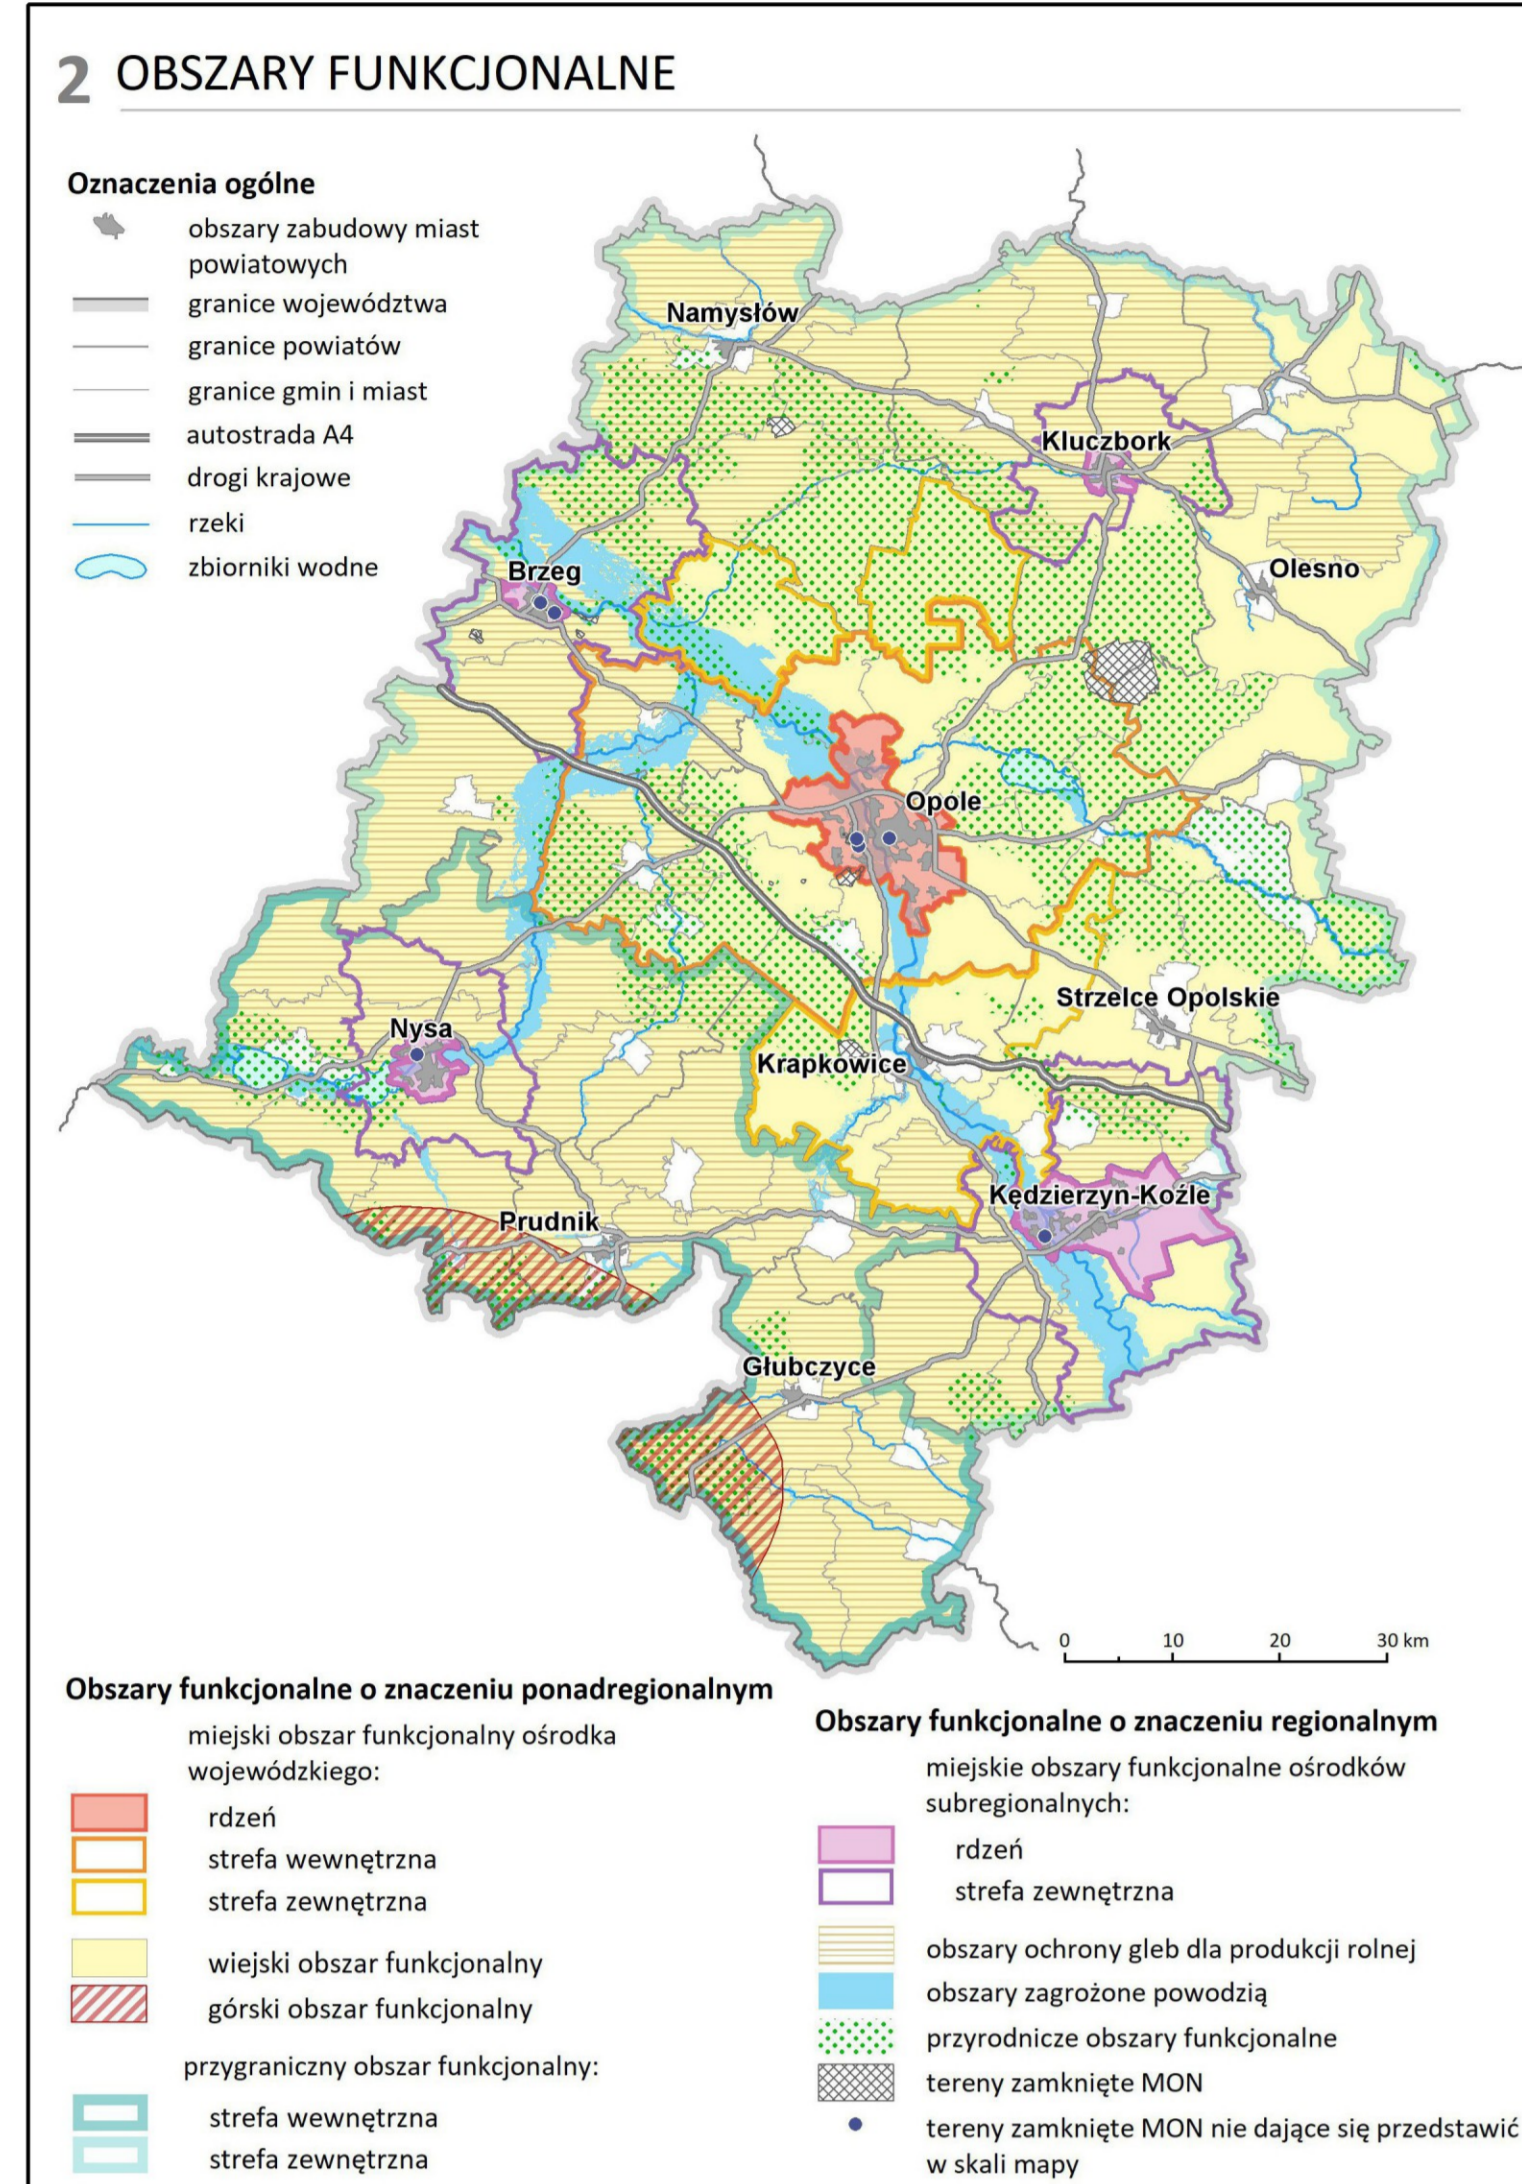 2 OBSZARY FUNKCJONALNE
Oznaczenia ogólne
obszary zabudowy miast
powiatowych
granice województwa
granice powiatów
granice gmin i miast
autostrada A4
drogi krajowe
rzeki
zbiorniki wodne
Namysłów
Kluczbork
Olesno
Brzeg
Opole
Strzelce Opolskie
Nysa
Krapkowice
Kędzierzyn-Koźle
Prudnik
Głubczyce
0 10 20 30 km
Obszary funkcjonalne o znaczeniu ponadregionalnym
miejski obszar funkcjonalny ośrodka
wojewódzkiego:
rdzeń
strefa wewnętrzna
strefa zewnętrzna
wiejski obszar funkcjonalny
górski obszar funkcjonalny
przygraniczny obszar funkcjonalny:
strefa wewnętrzna
strefa zewnętrzna
Obszary funkcjonalne o znaczeniu regionalnym
miejskie obszary funkcjonalne ośrodków
subregionalnych:
rdzeń
strefa zewnętrzna
obszary ochrony gleb dla produkcji rolnej
obszary zagrożone powodzią
przyrodnicze obszary funkcjonalne
tereny zamknięte MON
tereny zamknięte MON nie dające się przedstawić
w skali mapy